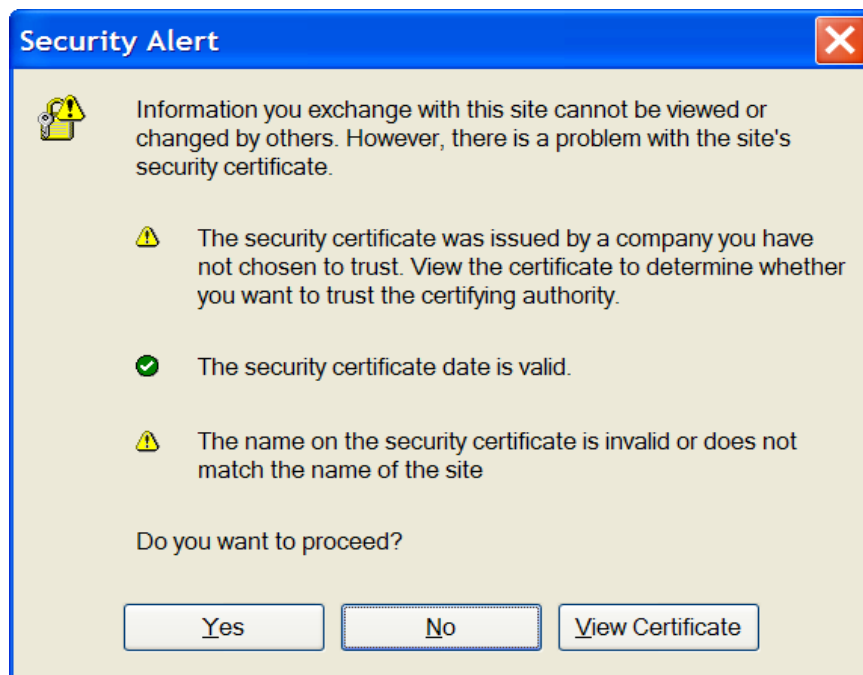 Security Alert
Information you exchange with this site cannot be viewed or
changed by others. However, there is a problem with the site's
security certificate.
The security certificate was issued by a company you have
not chosen to trust. View the certificate to determine whether
you want to trust the certifying authority.
The security certificate date is valid.
The name on the security certificate is invalid or does not
match the name of the site
Do you want to proceed?
Yes No View Certificate